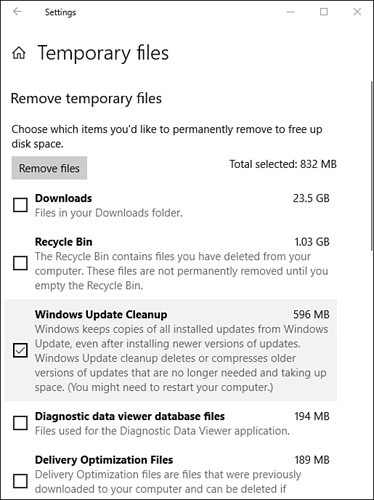 Settings
Temporary files
Remove temporary files
Choose which items you'd like to permanently remove to free up
disk space.
Remove files
Total selected: 832 MB
Downloads 23.5 GB
Files in your Downloads folder.
Recycle Bin 1.03 GB
The Recycle Bin contains files you have deleted from your
computer. These files are not permanently removed until you
empty the Recycle Bin.
Windows Update Cleanup 596 MB
Windows keeps copies of all installed updates from Windows
Update, even after installing newer versions of updates.
Windows Update cleanup deletes or compresses older
versions of updates that are no longer needed and taking up
space. (You might need to restart your computer.)
Diagnostic data viewer database files 194 MB
Files used for the Diagnostic Data Viewer application.
Delivery Optimization Files 189 MB
Delivery Optimization files are files that were previously
downloaded to your computer and can be deleted if